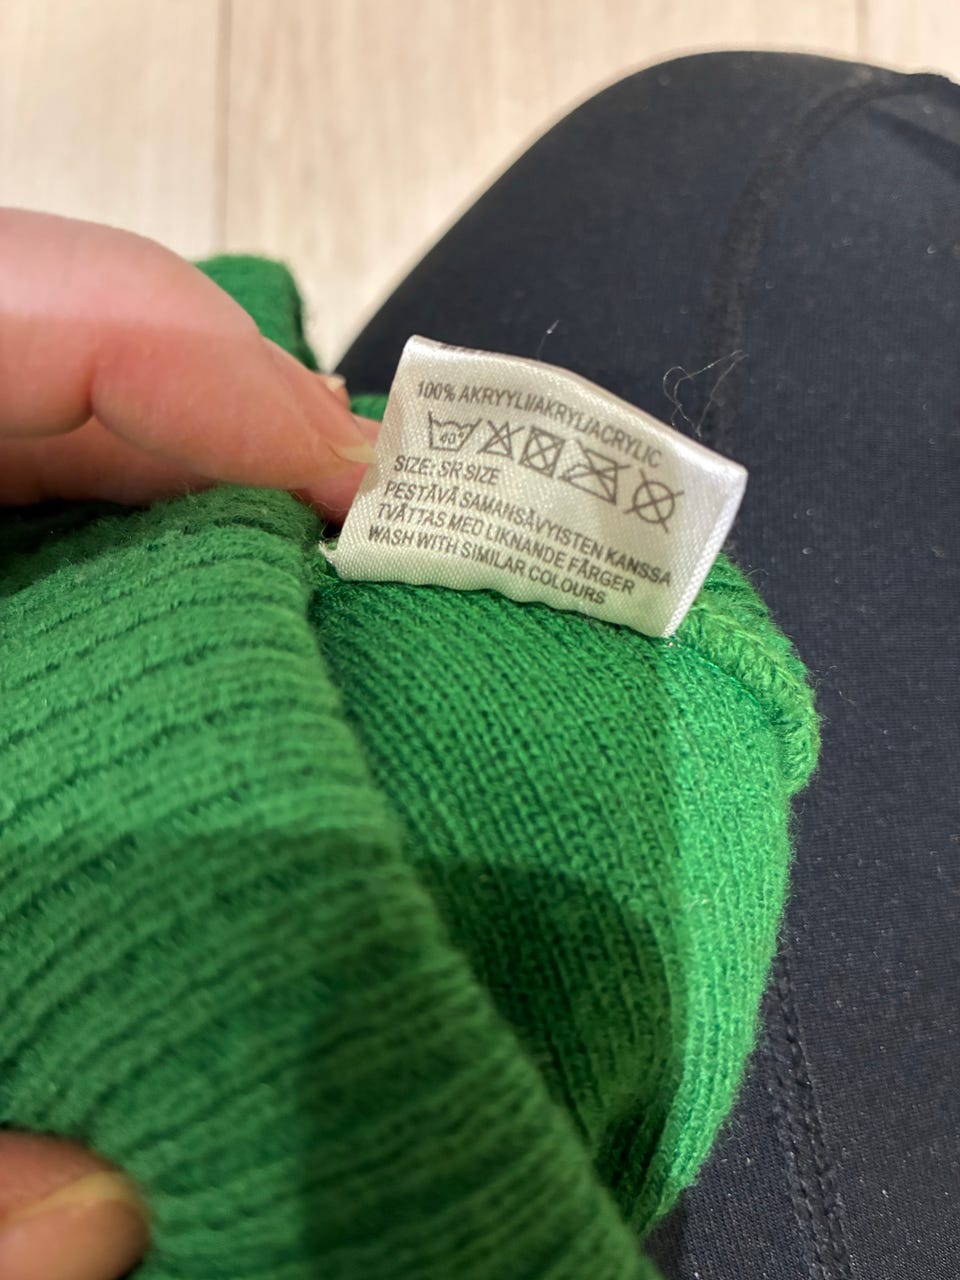 100% AKRYYLI/AKRYL/ACRYLIC
40°
SIZE: SR SIZE
PESTÄVÄ SAMANSÄVYISTEN KANSSA
TVÄTTAS MED LIKNANDE FÄRGER
WASH WITH SIMILAR COLOURS